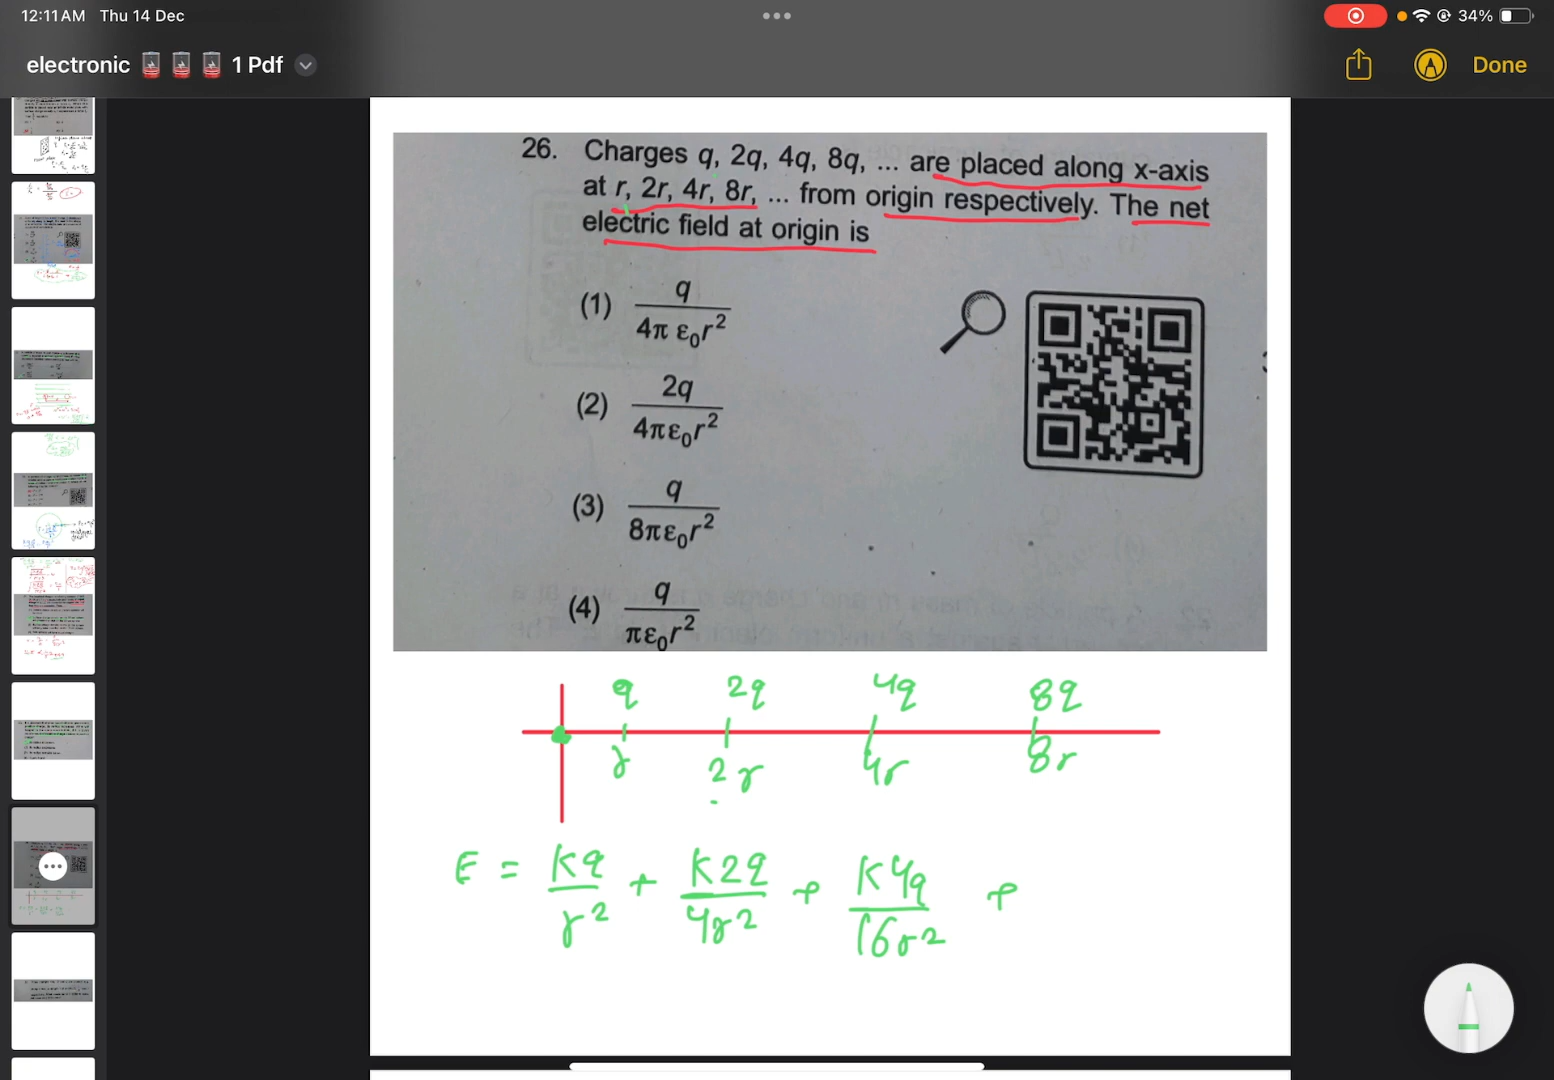 12:11 AM Thu 14 Dec
34%
electronic 🔋 🔋 🔋 1 Pdf
Done
26. Charges q, 2q, 4q, 8q, ... are placed along x-axis
at r, 2r, 4r, 8r, ... from origin respectively. The net
electric field at origin is
(1) q / 4π ε₀r²
(2) 2q / 4πε₀r²
(3) q / 8πε₀r²
(4) q / πε₀r²
q 2q 4q 8q
r 2r 4r 8r
E = Kq / r² + K2q / 4r² + K4q / 16r² +